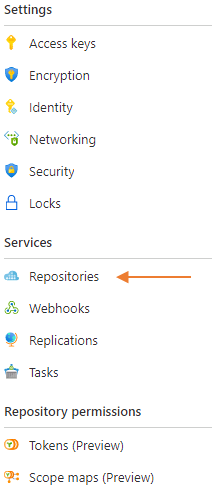 Settings
Access keys
Encryption
Identity
Networking
Security
Locks
Services
Repositories
Webhooks
Replications
Tasks
Repository permissions
Tokens (Preview)
Scope maps (Preview)